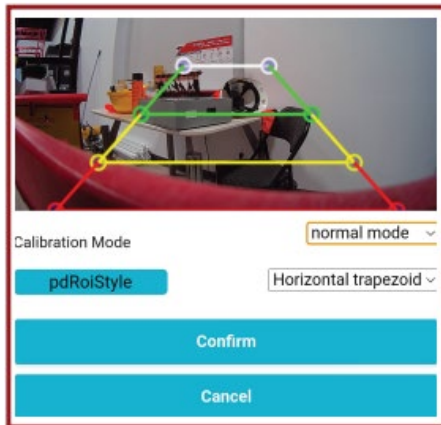 Calibration Mode
normal mode
pdRoiStyle
Horizontal trapezoid
Confirm
Cancel